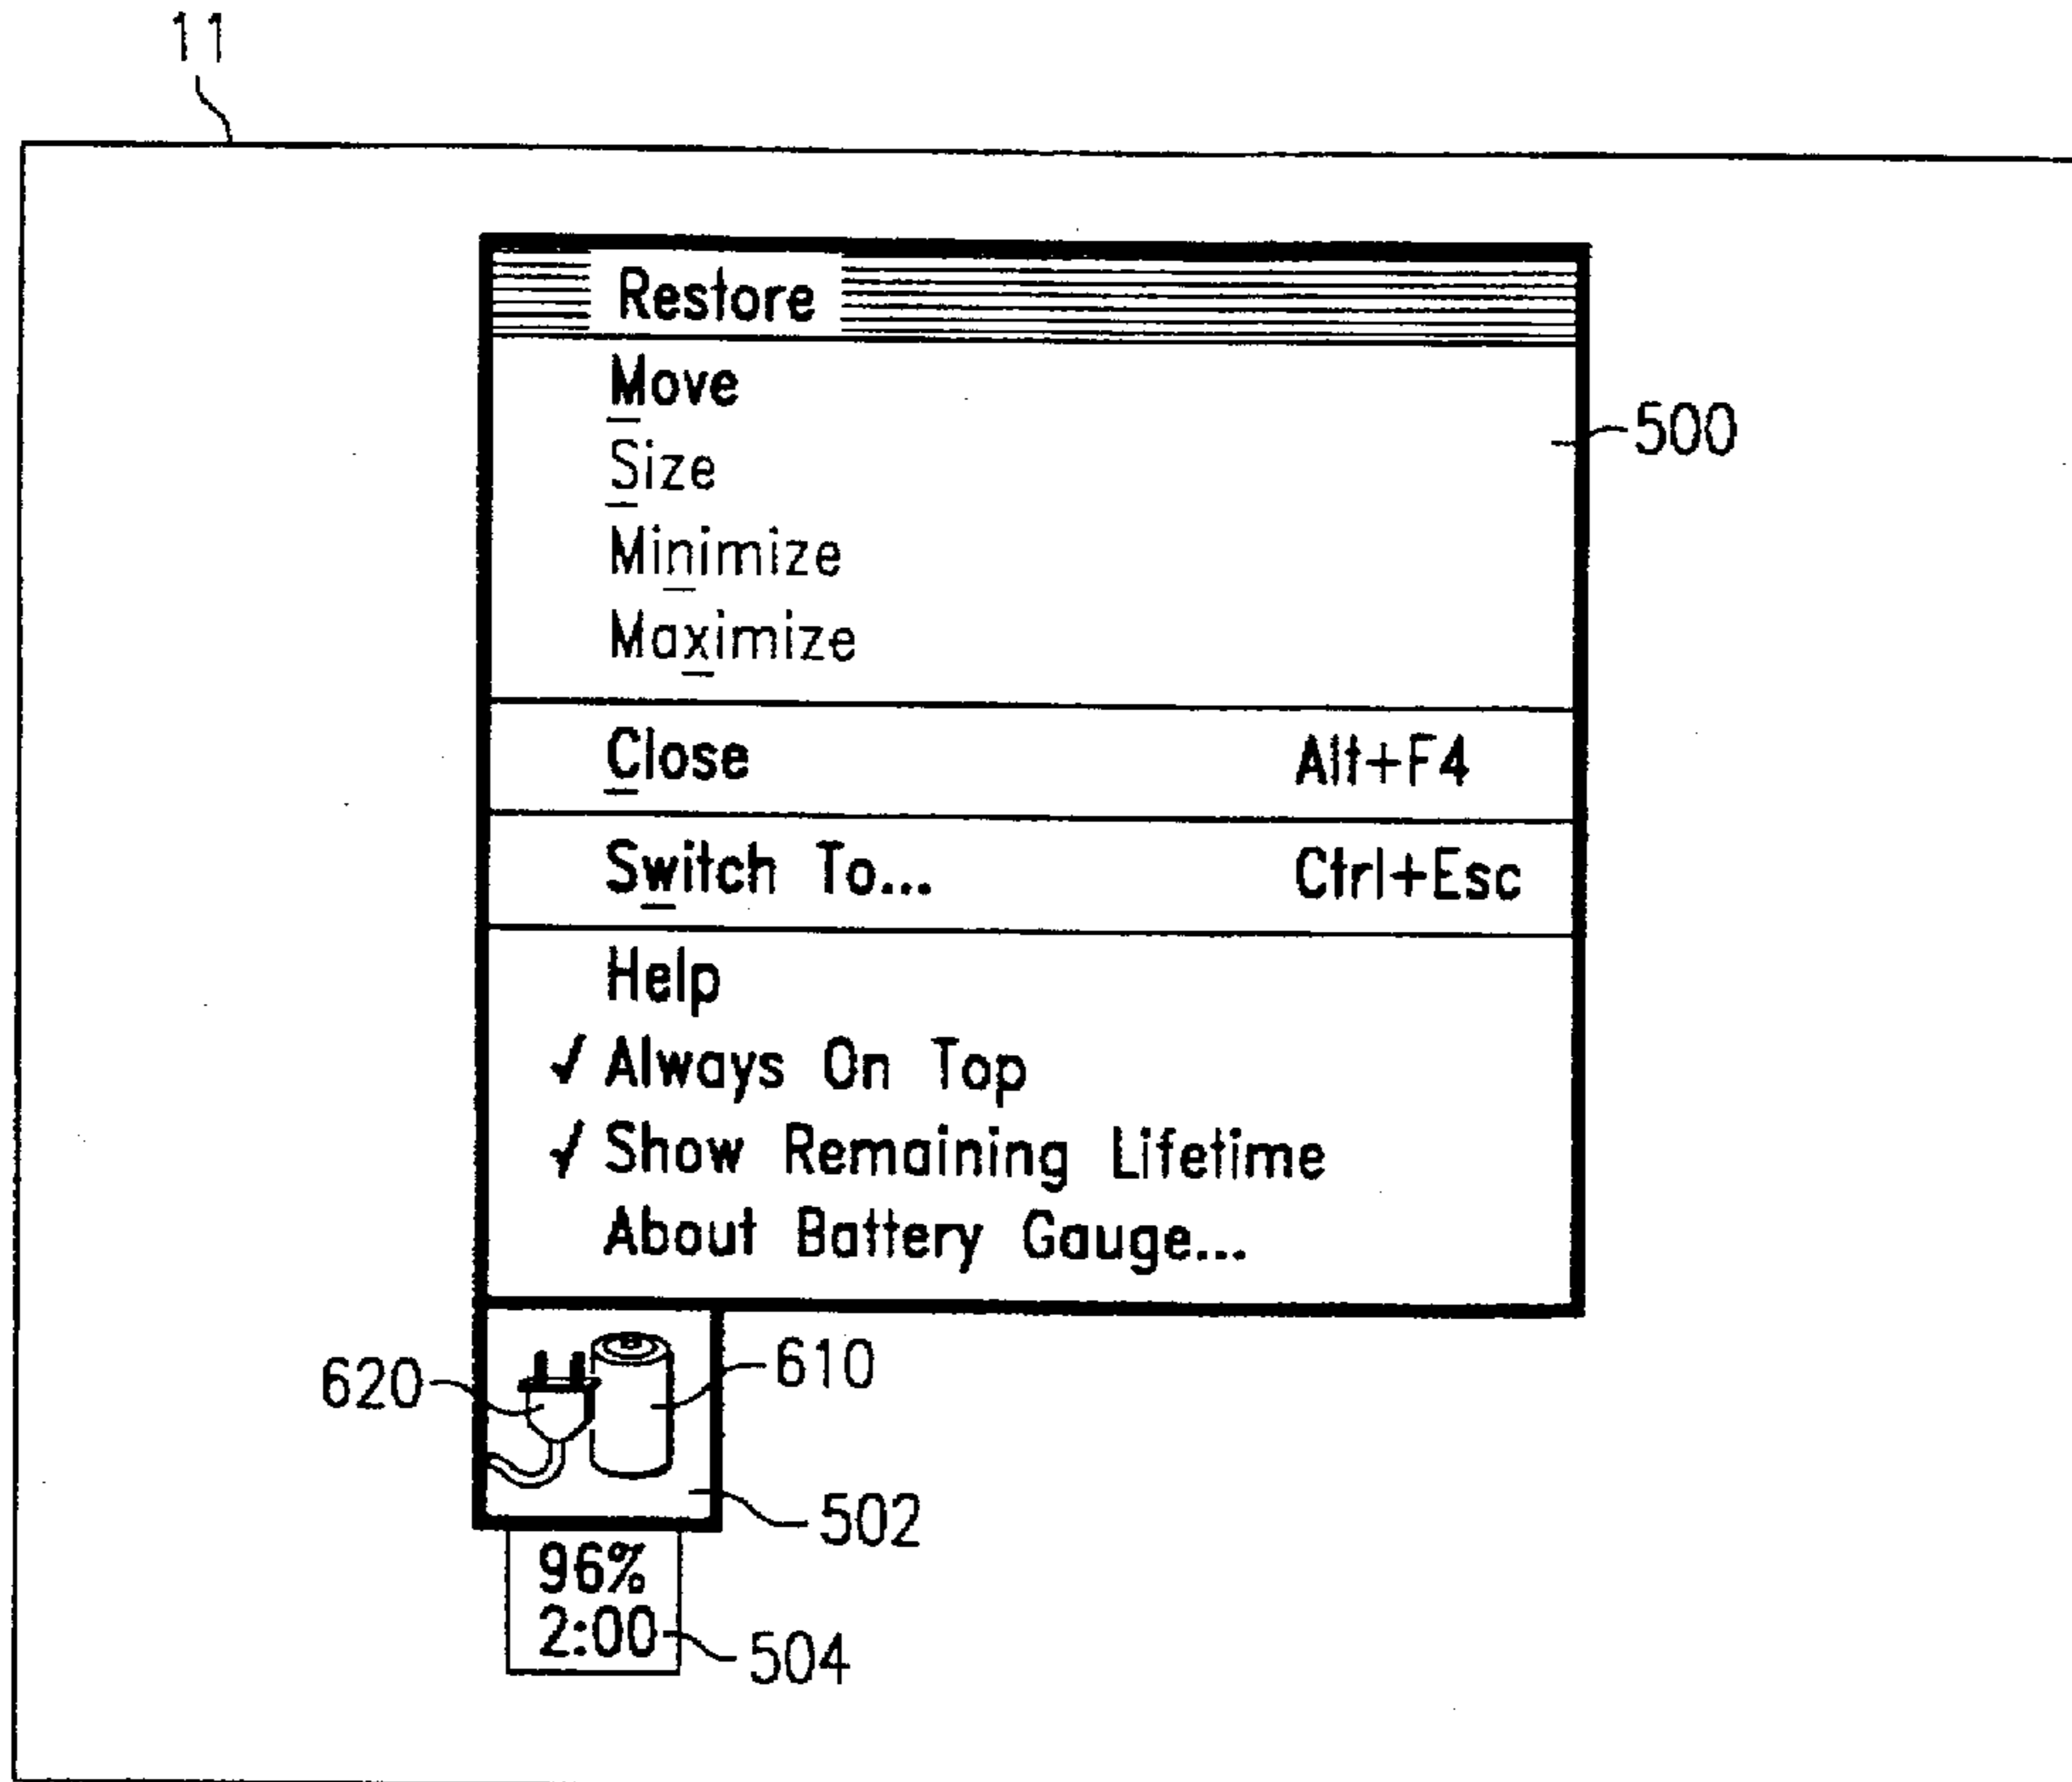 11
Restore
Move
500
Size
Minimize
Maximize
Close Alt+F4
Switch To... Ctrl+Esc
Help
✓ Always On Top
✓ Show Remaining Lifetime
About Battery Gauge...
620
610
502
96%
2:00
504